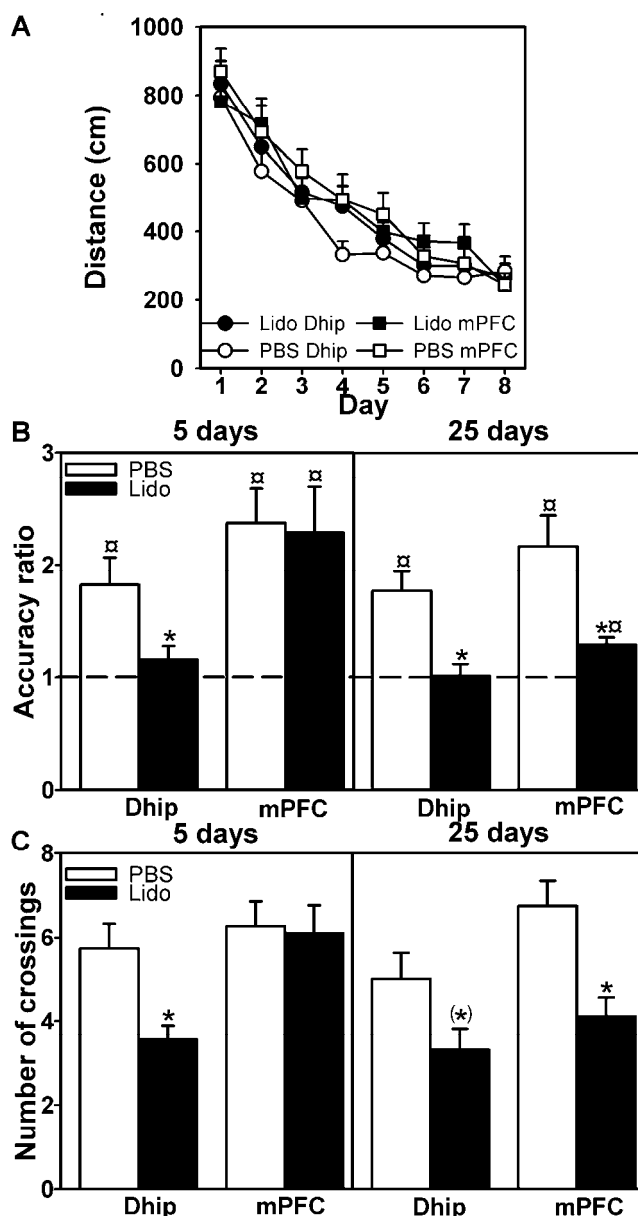 A
1000
800
600
400
200
0
Distance (cm)
Lido Dhip
Lido mPFC
PBS Dhip
PBS mPFC
1 2 3 4 5 6 7 8
Day
B
5 days
25 days
3
2
1
0
Accuracy ratio
PBS
Lido
¤
*
¤
¤
¤
*
¤
*¤
Dhip
mPFC
Dhip
mPFC
C
5 days
25 days
8
6
4
2
0
Number of crossings
PBS
Lido
*
(*)
*
Dhip
mPFC
Dhip
mPFC